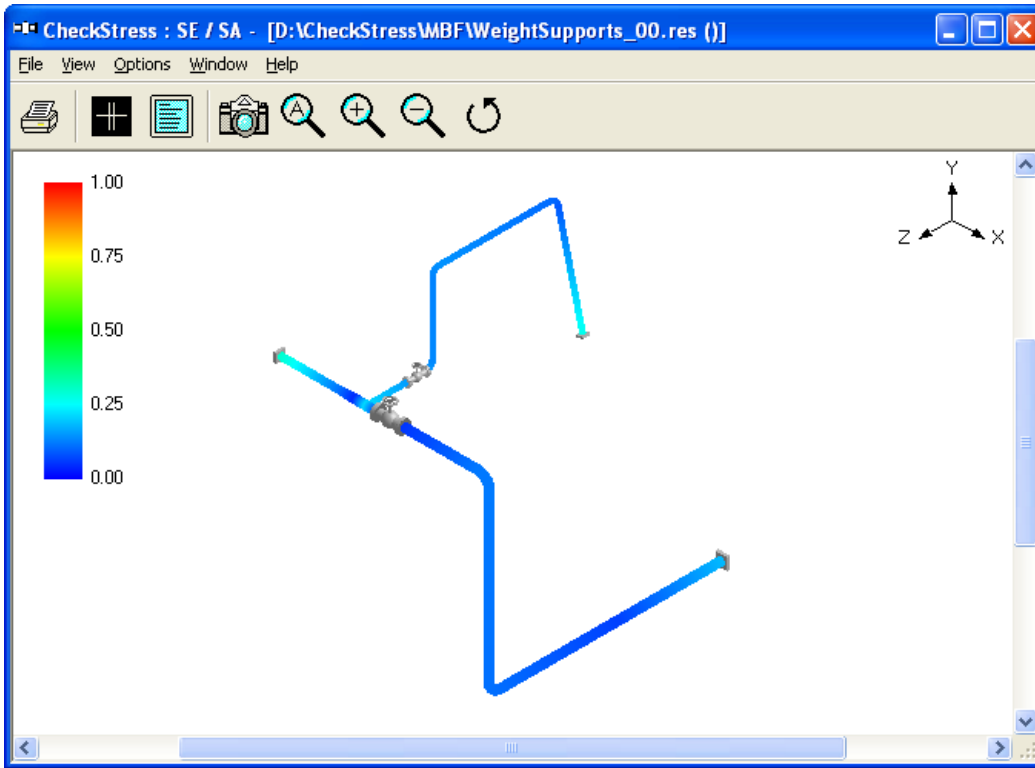 CheckStress : SE / SA - [D:\CheckStress\MBF\WeightSupports_00.res ()]
File View Options Window Help
A
1.00
0.75
0.50
0.25
0.00
Y
Z
X